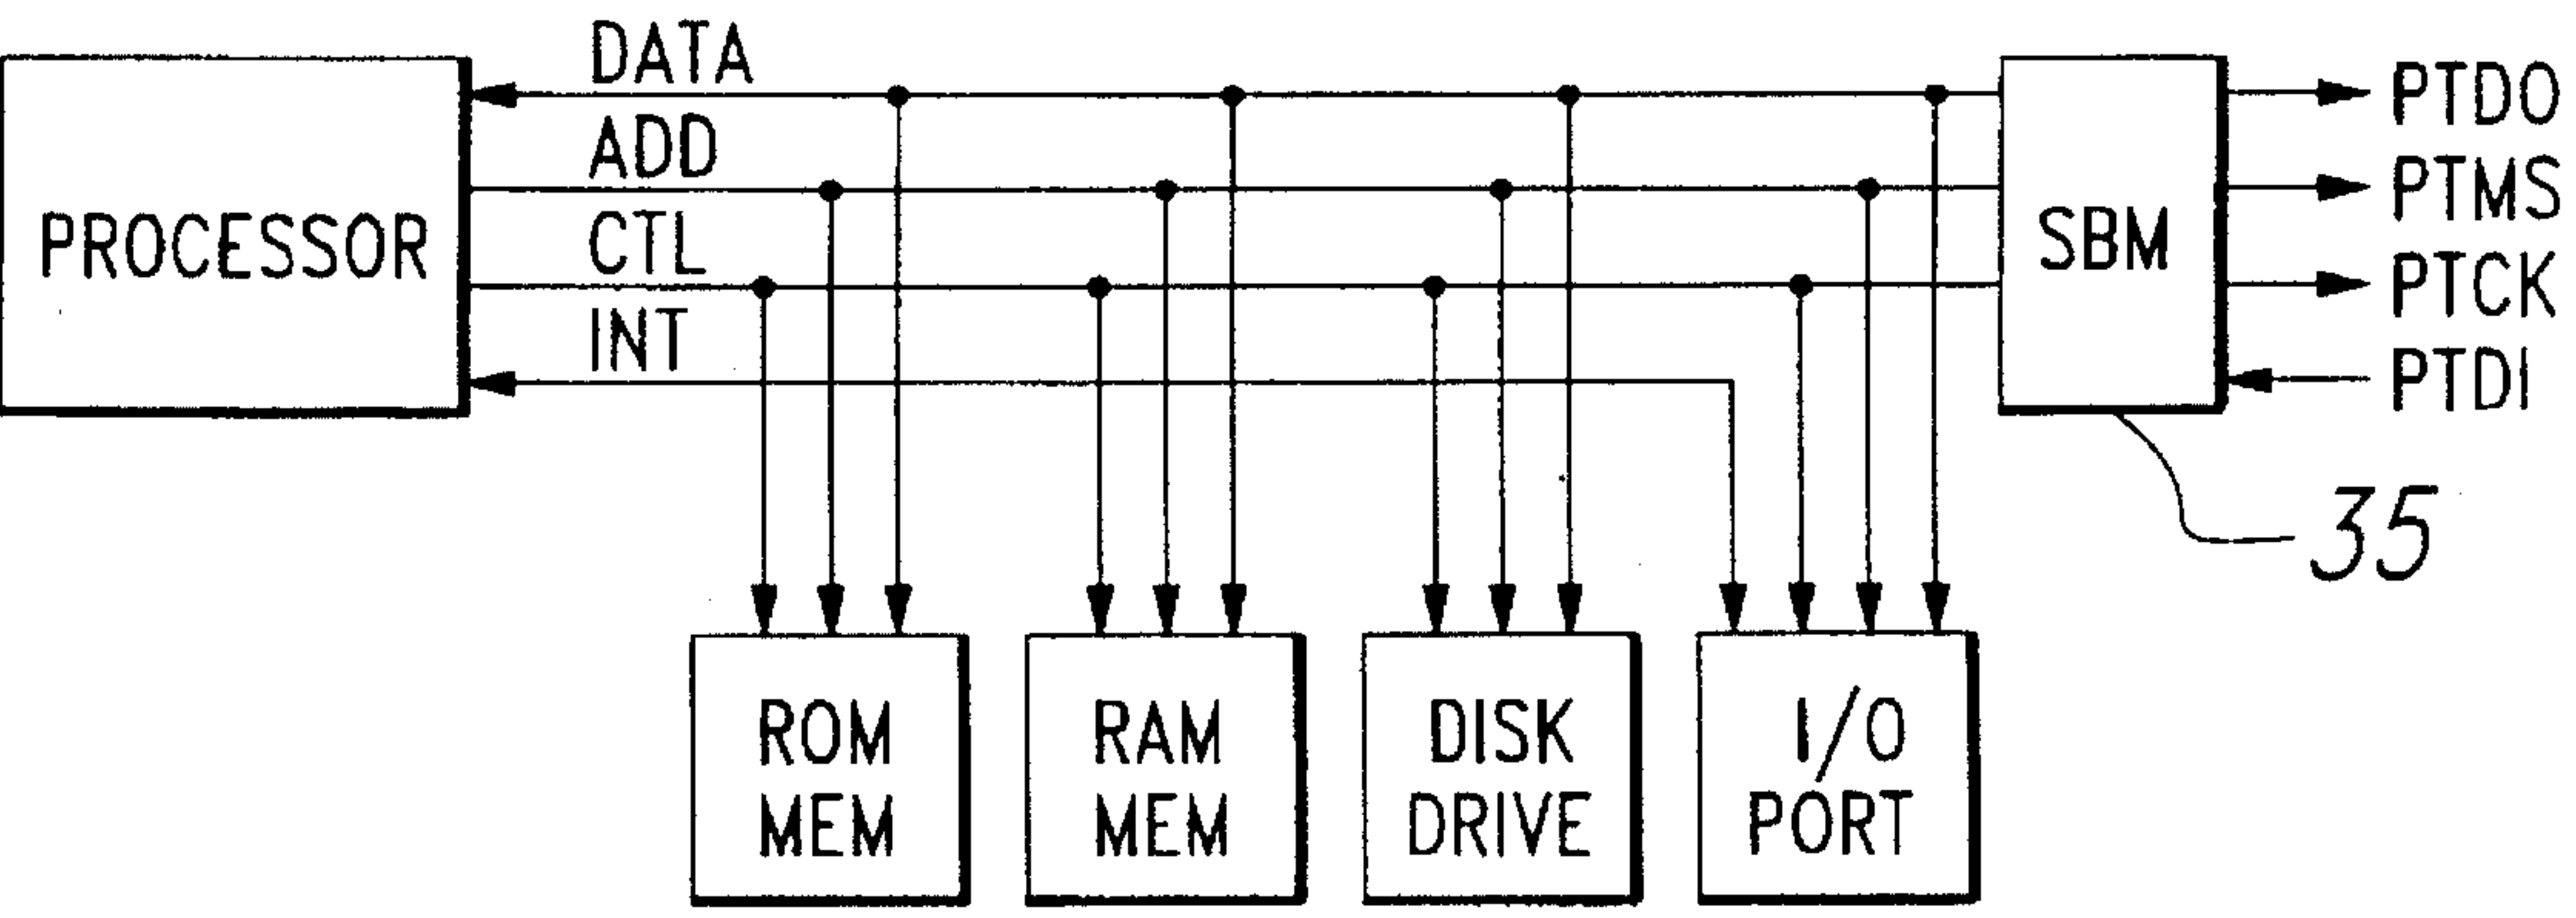 DATA
ADD
CTL
INT
PROCESSOR
SBM
PTDO
PTMS
PTCK
PTDI
35
ROM
MEM
RAM
MEM
DISK
DRIVE
I/O
PORT